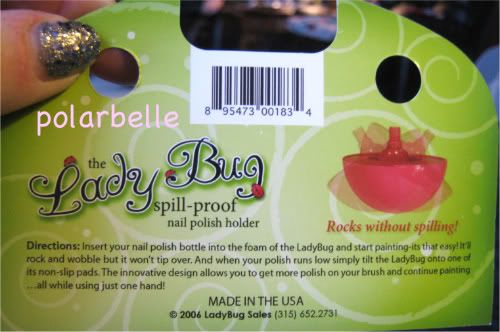 8 95473 00183 4
polarbelle
the
Lady Bug
spill-proof
nail polish holder
Rocks without spilling!
Directions: Insert your nail polish bottle into the foam of the LadyBug and start painting-its that easy! It'll
rock and wobble but it won't tip over. And when your polish runs low simply tilt the LadyBug onto one of
its non-slip pads. The innovative design allows you to get more polish on your brush and continue painting
...all while using just one hand!
MADE IN THE USA
© 2006 LadyBug Sales (315) 652.2731